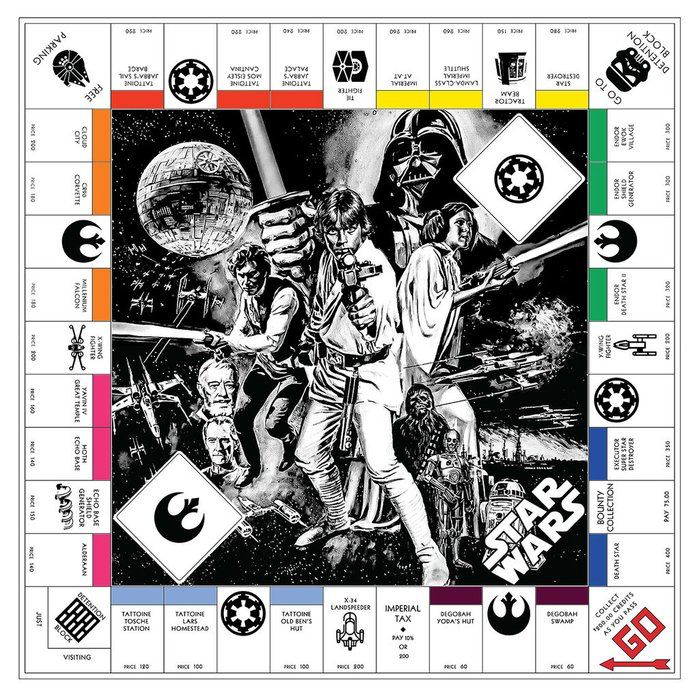 FREE
PARKING
TATTOINE
JABBA'S SAIL
BARGE
PRICE 220
TATTOINE
MOS EISLEY
CANTINA
PRICE 220
TATTOINE
JABBA'S
PALACE
PRICE 240
TIE
FIGHTER
PRICE 200
IMPERIAL
AT AT
PRICE 260
LAMDA-CLASS
IMPERIAL
SHUTTLE
PRICE 260
TRACTOR
BEAM
PRICE 150
STAR
DESTROYER
PRICE 280
GO TO
DETENTION
BLOCK
CLOUD
CITY
PRICE 200
CR90
CORVETTE
PRICE 180
MILLENIUM
FALCON
PRICE 180
X-WING
FIGHTER
PRICE 200
YAVIN IV
GREAT TEMPLE
PRICE 160
HOTH
ECHO BASE
PRICE 140
ECHO BASE
SHIELD
GENERATOR
PRICE 150
ALDERAAN
PRICE 140
STAR
WARS
ENDOR
EWOK
VILLAGE
PRICE 300
ENDOR
SHIELD
GENERATOR
PRICE 300
ENDOR
DEATH STAR II
PRICE 320
Y-WING
FIGHTER
PRICE 200
EXECUTOR
SUPER STAR
DESTROYER
PRICE 350
BOUNTY
COLLECTION
PAY 75.00
DEATH STAR
PRICE 400
JUST
DETENTION
BLOCK
VISITING
TATTOINE
TOSCHE
STATION
PRICE 120
TATTOINE
LARS
HOMESTEAD
PRICE 100
TATTOINE
OLD BEN'S
HUT
PRICE 100
X-34
LANDSPEEDER
PRICE 200
IMPERIAL
TAX
PAY 10%
OR
200
DEGOBAH
YODA'S HUT
PRICE 60
DEGOBAH
SWAMP
PRICE 60
COLLECT
CREDITS
AS YOU PASS
GO